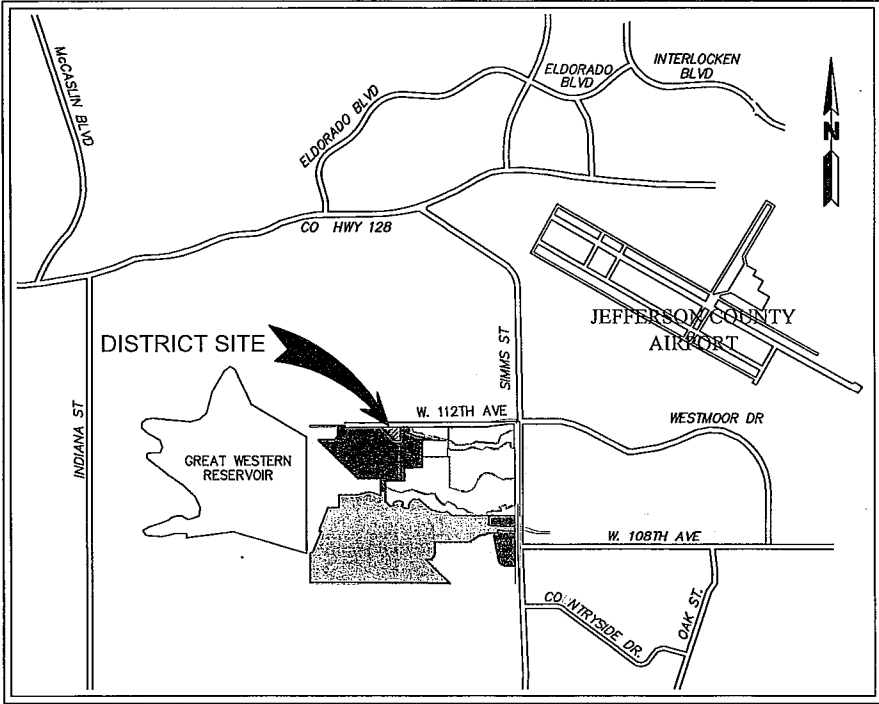 McCASLIN BLVD
ELDORADO BLVD
ELDORADO
BLVD
INTERLOCKEN
BLVD
N
CO HWY 128
JEFFERSON COUNTY
AIRPORT
DISTRICT SITE
SIMMS ST
INDIANA ST
W. 112TH AVE
WESTMOOR DR
GREAT WESTERN
RESERVOIR
W. 108TH AVE
COUNTRYSIDE DR.
OAK ST.